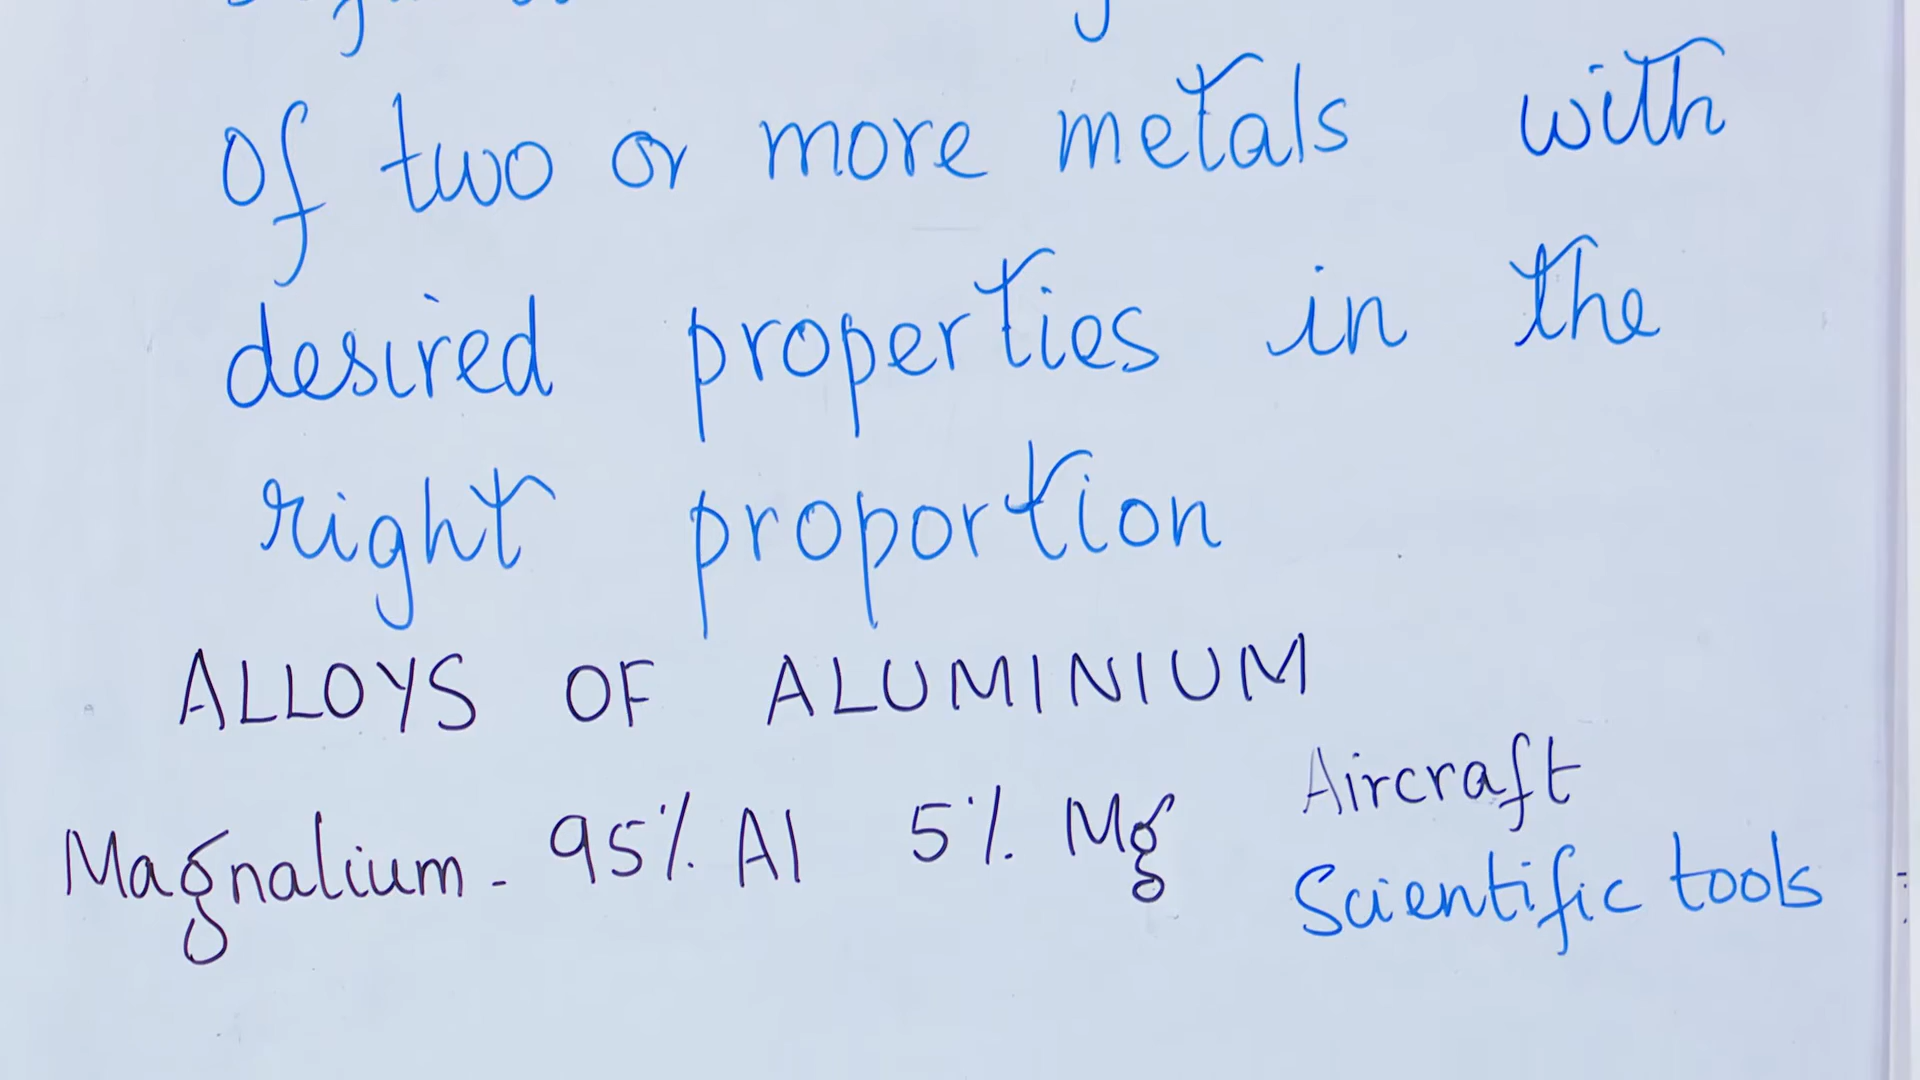 of two or more metals with
desired properties in the
right proportion
ALLOYS OF ALUMINIUM
Magnalium - 95% Al 5% Mg Aircraft
Scientific tools